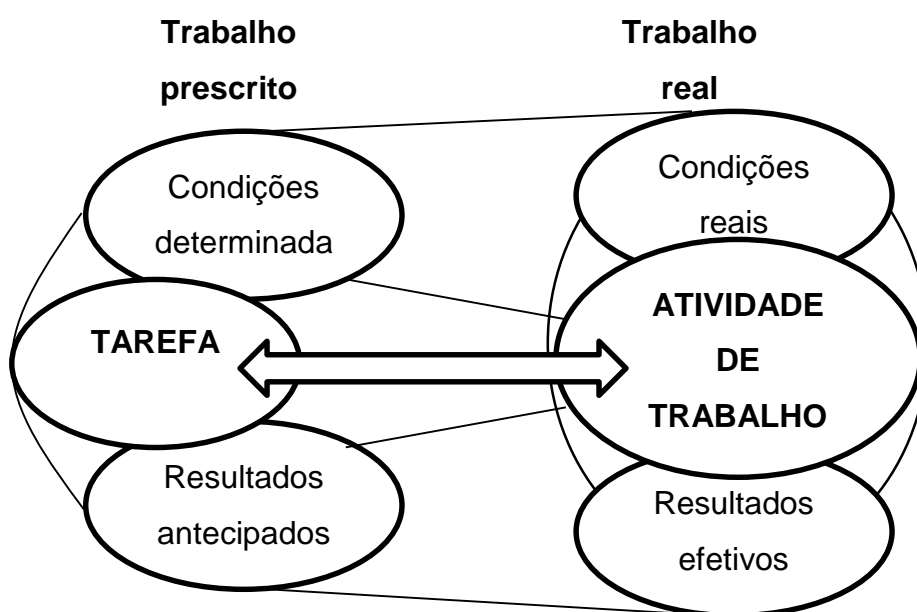 Trabalho
prescrito
Trabalho
real
Condições
determinada
Condições
reais
TAREFA
ATIVIDADE
DE
TRABALHO
Resultados
antecipados
Resultados
efetivos